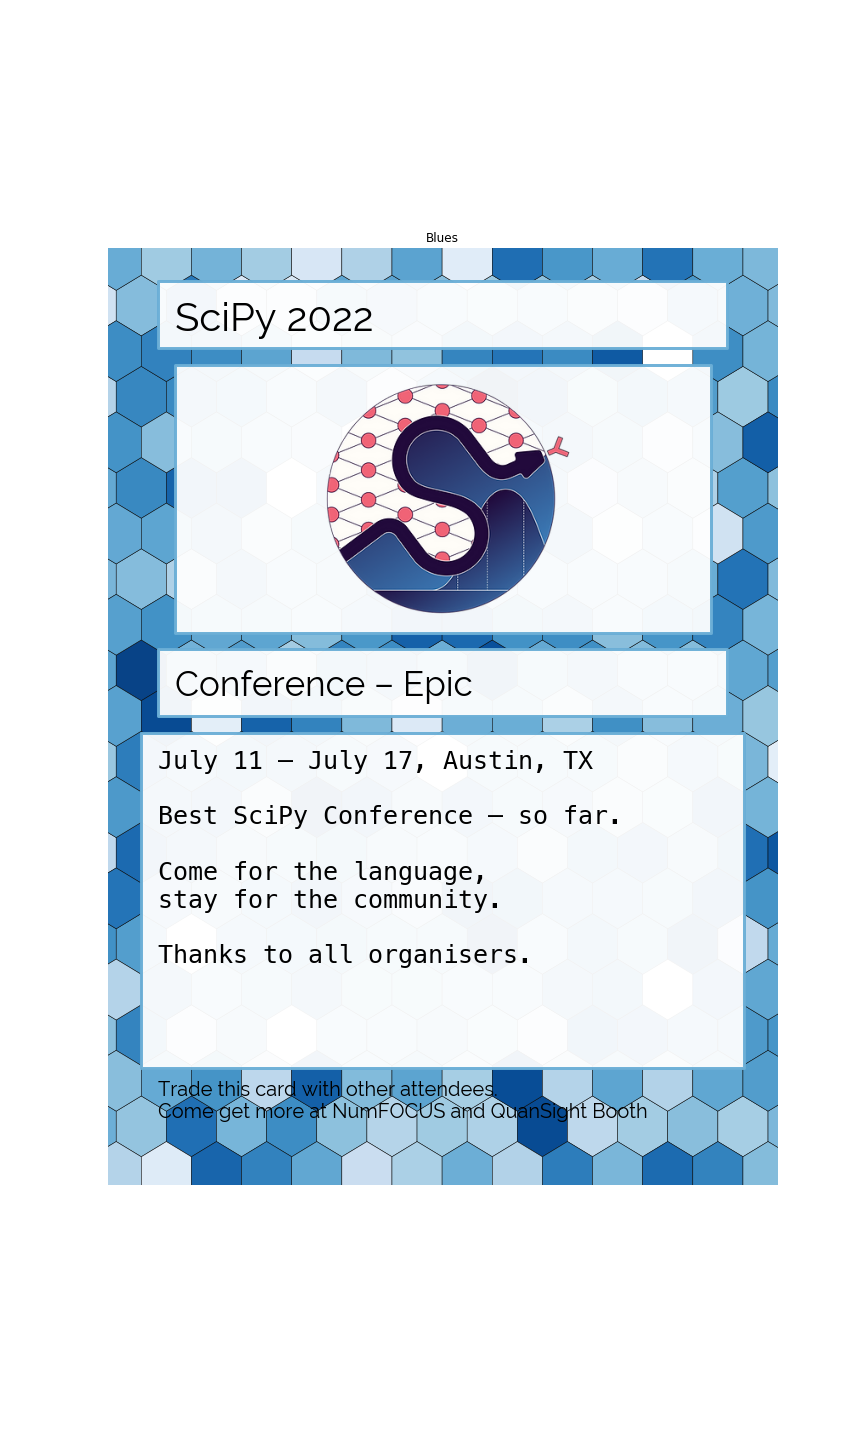 Blues
SciPy 2022
Conference – Epic
July 11 – July 17, Austin, TX
Best SciPy Conference – so far.
Come for the language,
stay for the community.
Thanks to all organisers.
Trade this card with other attendees.
Come get more at NumFOCUS and QuanSight Booth